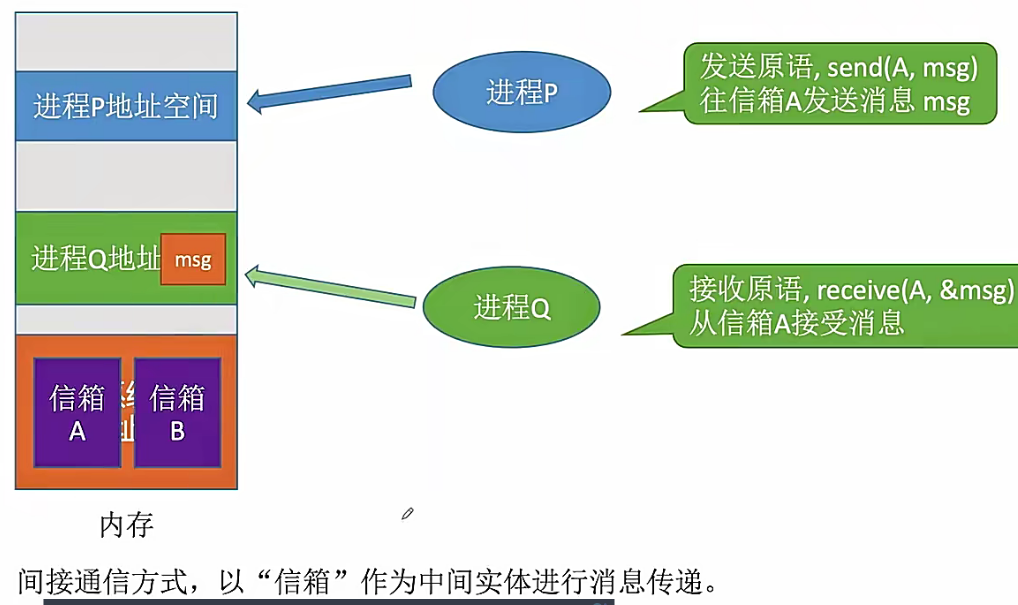 进程P地址空间
进程P
发送原语, send(A, msg)
往信箱A发送消息 msg
进程Q地址
msg
进程Q
接收原语, receive(A, &msg)
从信箱A接受消息
信箱
A
信箱
B
内存
间接通信方式，以“信箱”作为中间实体进行消息传递。